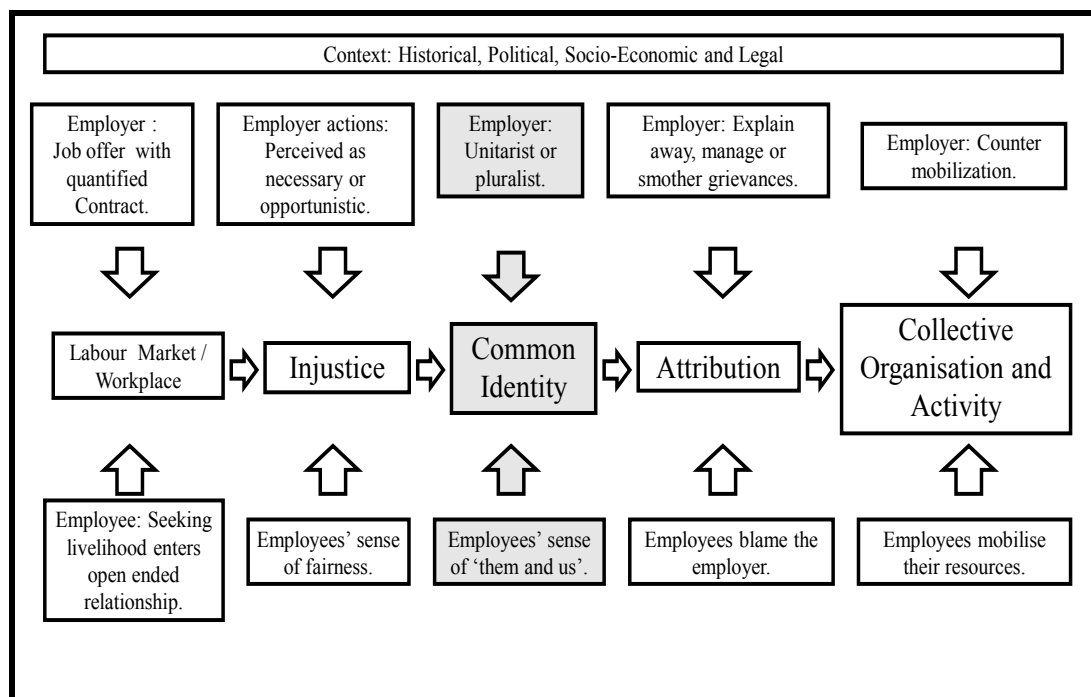 Context: Historical, Political, Socio-Economic and Legal
Employer :
Job offer with
quantified
Contract.
Employer actions:
Perceived as
necessary or
opportunistic.
Employer:
Unitarist or
pluralist.
Employer: Explain
away, manage or
smother grievances.
Employer: Counter
mobilization.
Labour Market /
Workplace
Injustice
Common
Identity
Attribution
Collective
Organisation and
Activity
Employee: Seeking
livelihood enters
open ended
relationship.
Employees’ sense
of fairness.
Employees’ sense
of ‘them and us’.
Employees blame the
employer.
Employees mobilise
their resources.